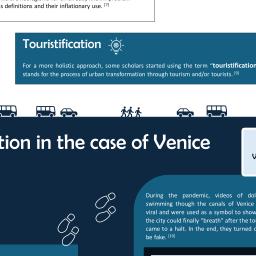 s definitions and their inflationary use. [7]
Touristification
For a more holistic approach, some scholars started using the term "touristification
stands for the process of urban transformation through tourism and/or tourists. [9]
tion in the case of Venice
During the pandemic, videos of dol
swimming though the canals of Venice
viral and were used as a symbol to show
the city could finally "breath" after the to
came to a halt. In the end, they turned o
be fake. [10]